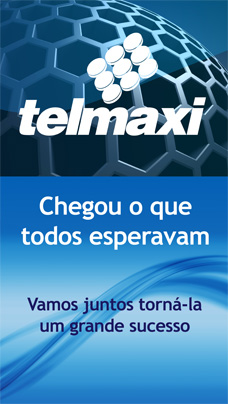 telmaxi
Chegou o que
todos esperavam
Vamos juntos torná-la
um grande sucesso